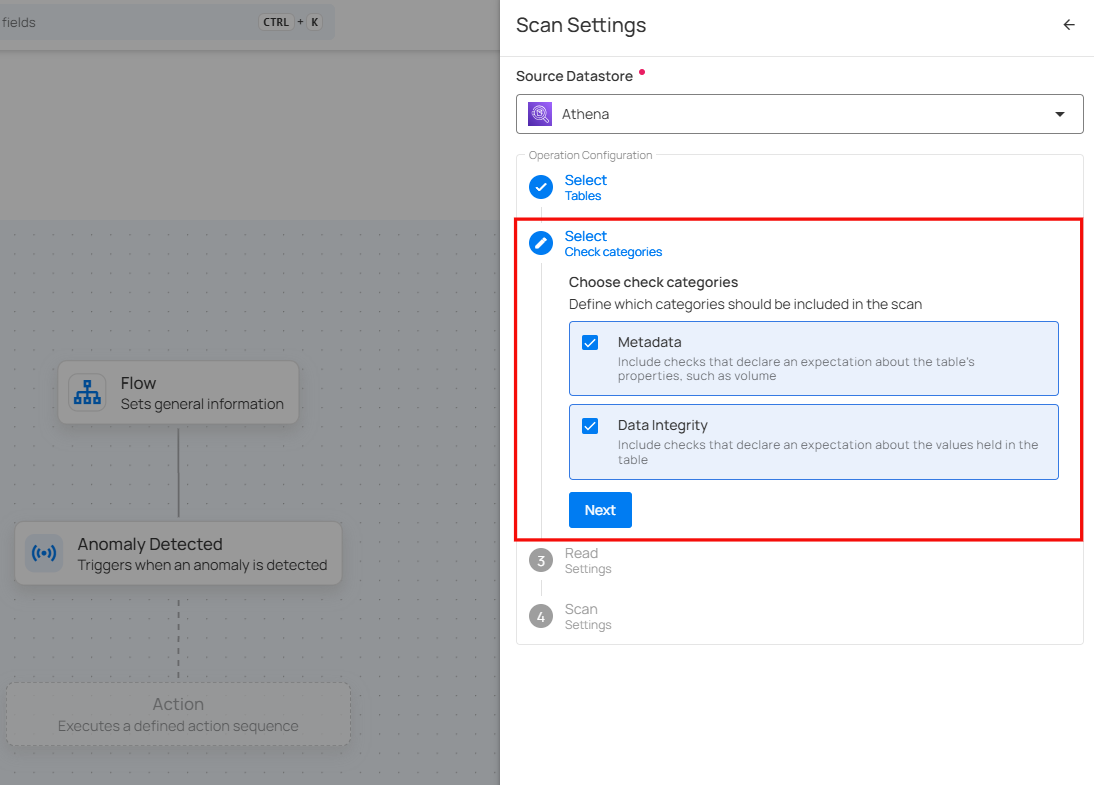 fields
CTRL + K
Scan Settings
Source Datastore
Athena
Operation Configuration
Select
Tables
Select
Check categories
Choose check categories
Define which categories should be included in the scan
Metadata
Include checks that declare an expectation about the table's
properties, such as volume
Data Integrity
Include checks that declare an expectation about the values held in the
table
Next
3
Read
Settings
4
Scan
Settings
Flow
Sets general information
Anomaly Detected
Triggers when an anomaly is detected
Action
Executes a defined action sequence